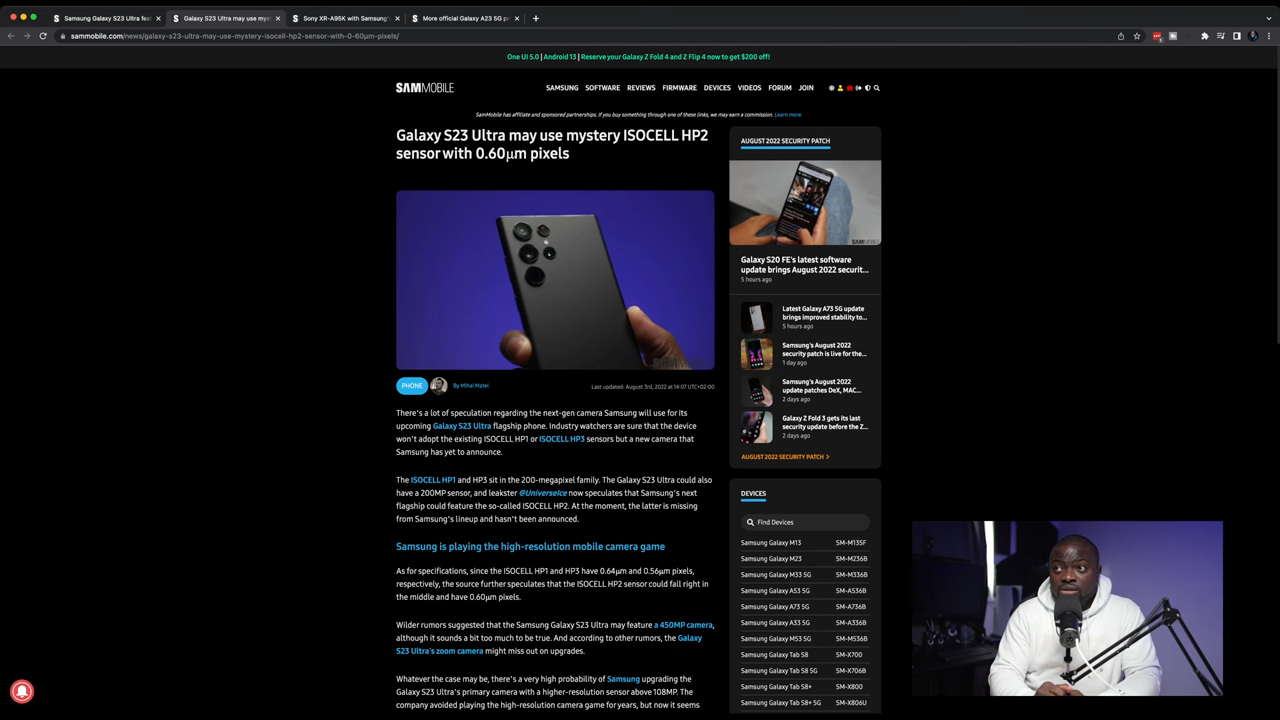 Samsung Galaxy S23 Ultra fea
Galaxy S23 Ultra may use mys
Sony XR-A95K with Samsung's
More official Galaxy A23 5G p
sammobile.com/news/galaxy-s23-ultra-may-use-mystery-isocell-hp2-sensor-with-0-60µm-pixels/
One UI 5.0 | Android 13 | Reserve your Galaxy Z Fold 4 and Z Flip 4 now to get $200 off!
SAMMOBILE
SAMSUNG SOFTWARE REVIEWS FIRMWARE DEVICES VIDEOS FORUM JOIN
SamMobile has affiliate and sponsored partnerships. If you buy something through one of these links, we may earn a commission. Learn more.
Galaxy S23 Ultra may use mystery ISOCELL HP2
sensor with 0.60μm pixels
SAMMOBILE
PHONE
By Mihai Matei
Last updated: August 3rd, 2022 at 14:07 UTC+02:00
There's a lot of speculation regarding the next-gen camera Samsung will use for its
upcoming Galaxy S23 Ultra flagship phone. Industry watchers are sure that the device
won't adopt the existing ISOCELL HP1 or ISOCELL HP3 sensors but a new camera that
Samsung has yet to announce.
The ISOCELL HP1 and HP3 sit in the 200-megapixel family. The Galaxy S23 Ultra could also
have a 200MP sensor, and leakster @UniverseIce now speculates that Samsung's next
flagship could feature the so-called ISOCELL HP2. At the moment, the latter is missing
from Samsung's lineup and hasn't been announced.
Samsung is playing the high-resolution mobile camera game
As for specifications, since the ISOCELL HP1 and HP3 have 0.64μm and 0.56μm pixels,
respectively, the source further speculates that the ISOCELL HP2 sensor could fall right in
the middle and have 0.60μm pixels.
Wilder rumors suggested that the Samsung Galaxy S23 Ultra may feature a 450MP camera,
although it sounds a bit too much to be true. And according to other rumors, the Galaxy
S23 Ultra's zoom camera might miss out on upgrades.
Whatever the case may be, there's a very high probability of Samsung upgrading the
Galaxy S23 Ultra's primary camera with a higher-resolution sensor above 108MP. The
company avoided playing the high-resolution camera game for years, but now it seems
AUGUST 2022 SECURITY PATCH
SAMMOBILE
Galaxy S20 FE's latest software
update brings August 2022 securit...
5 hours ago
Latest Galaxy A73 5G update
brings improved stability to...
5 hours ago
Samsung's August 2022
security patch is live for the...
1 day ago
Samsung's August 2022
update patches DeX, MAC...
2 days ago
Galaxy Z Fold 3 gets its last
security update before the Z...
2 days ago
AUGUST 2022 SECURITY PATCH >
DEVICES
Find Devices
Samsung Galaxy M13 SM-M135F
Samsung Galaxy M23 SM-M236B
Samsung Galaxy M33 5G SM-M336B
Samsung Galaxy A53 5G SM-A536B
Samsung Galaxy A73 5G SM-A736B
Samsung Galaxy A33 5G SM-A336B
Samsung Galaxy M53 5G SM-M536B
Samsung Galaxy Tab S8 SM-X700
Samsung Galaxy Tab S8 5G SM-X706B
Samsung Galaxy Tab S8+ SM-X800
Samsung Galaxy Tab S8+ 5G SM-X806U